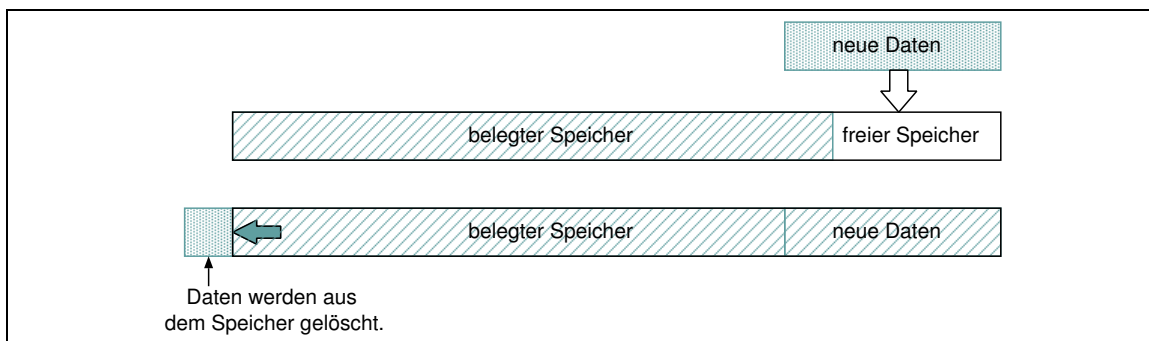 neue Daten
belegter Speicher freier Speicher
belegter Speicher neue Daten
Daten werden aus
dem Speicher gelöscht.